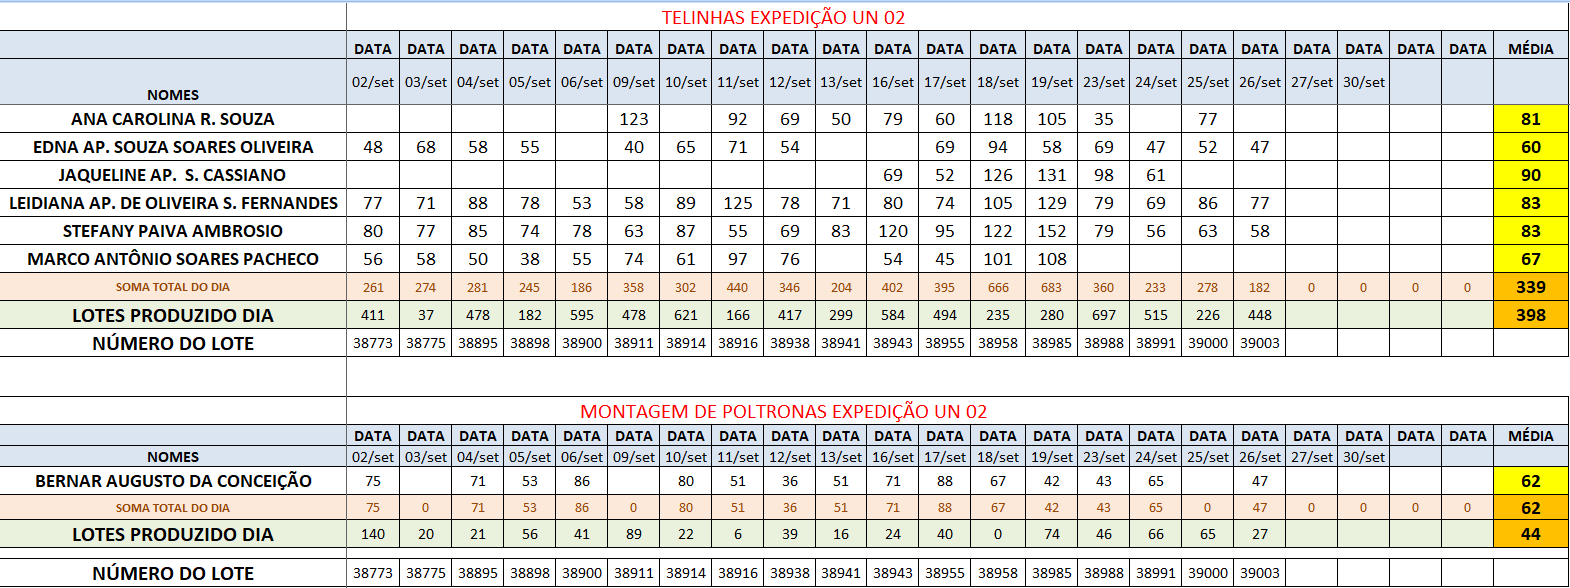 TELINHAS EXPEDIÇÃO UN 02
DATA DATA DATA DATA DATA DATA DATA DATA DATA DATA DATA DATA DATA DATA DATA DATA DATA DATA DATA DATA DATA DATA MÉDIA
NOMES 02/set 03/set 04/set 05/set 06/set 09/set 10/set 11/set 12/set 13/set 16/set 17/set 18/set 19/set 23/set 24/set 25/set 26/set 27/set 30/set
ANA CAROLINA R. SOUZA 123 92 69 50 79 60 118 105 35 77 81
EDNA AP. SOUZA SOARES OLIVEIRA 48 68 58 55 40 65 71 54 69 94 58 69 47 52 47 60
JAQUELINE AP. S. CASSIANO 69 52 126 131 98 61 90
LEIDIANA AP. DE OLIVEIRA S. FERNANDES 77 71 88 78 53 58 89 125 78 71 80 74 105 129 79 69 86 77 83
STEFANY PAIVA AMBROSIO 80 77 85 74 78 63 87 55 69 83 120 95 122 152 79 56 63 58 83
MARCO ANTÔNIO SOARES PACHECO 56 58 50 38 55 74 61 97 76 54 45 101 108 67
SOMA TOTAL DO DIA 261 274 281 245 186 358 302 440 346 204 402 395 666 683 360 233 278 182 0 0 0 0 339
LOTES PRODUZIDO DIA 411 37 478 182 595 478 621 166 417 299 584 494 235 280 697 515 226 448 398
NÚMERO DO LOTE 38773 38775 38895 38898 38900 38911 38914 38916 38938 38941 38943 38955 38958 38985 38988 38991 39000 39003
MONTAGEM DE POLTRONAS EXPEDIÇÃO UN 02
DATA DATA DATA DATA DATA DATA DATA DATA DATA DATA DATA DATA DATA DATA DATA DATA DATA DATA DATA DATA DATA DATA MÉDIA
NOMES 02/set 03/set 04/set 05/set 06/set 09/set 10/set 11/set 12/set 13/set 16/set 17/set 18/set 19/set 23/set 24/set 25/set 26/set 27/set 30/set
BERNAR AUGUSTO DA CONCEIÇÃO 75 71 53 86 80 51 36 51 71 88 67 42 43 65 47 62
SOMA TOTAL DO DIA 75 0 71 53 86 0 80 51 36 51 71 88 67 42 43 65 0 47 0 0 0 0 62
LOTES PRODUZIDO DIA 140 20 21 56 41 89 22 6 39 16 24 40 0 74 46 66 65 27 44
NÚMERO DO LOTE 38773 38775 38895 38898 38900 38911 38914 38916 38938 38941 38943 38955 38958 38985 38988 38991 39000 39003